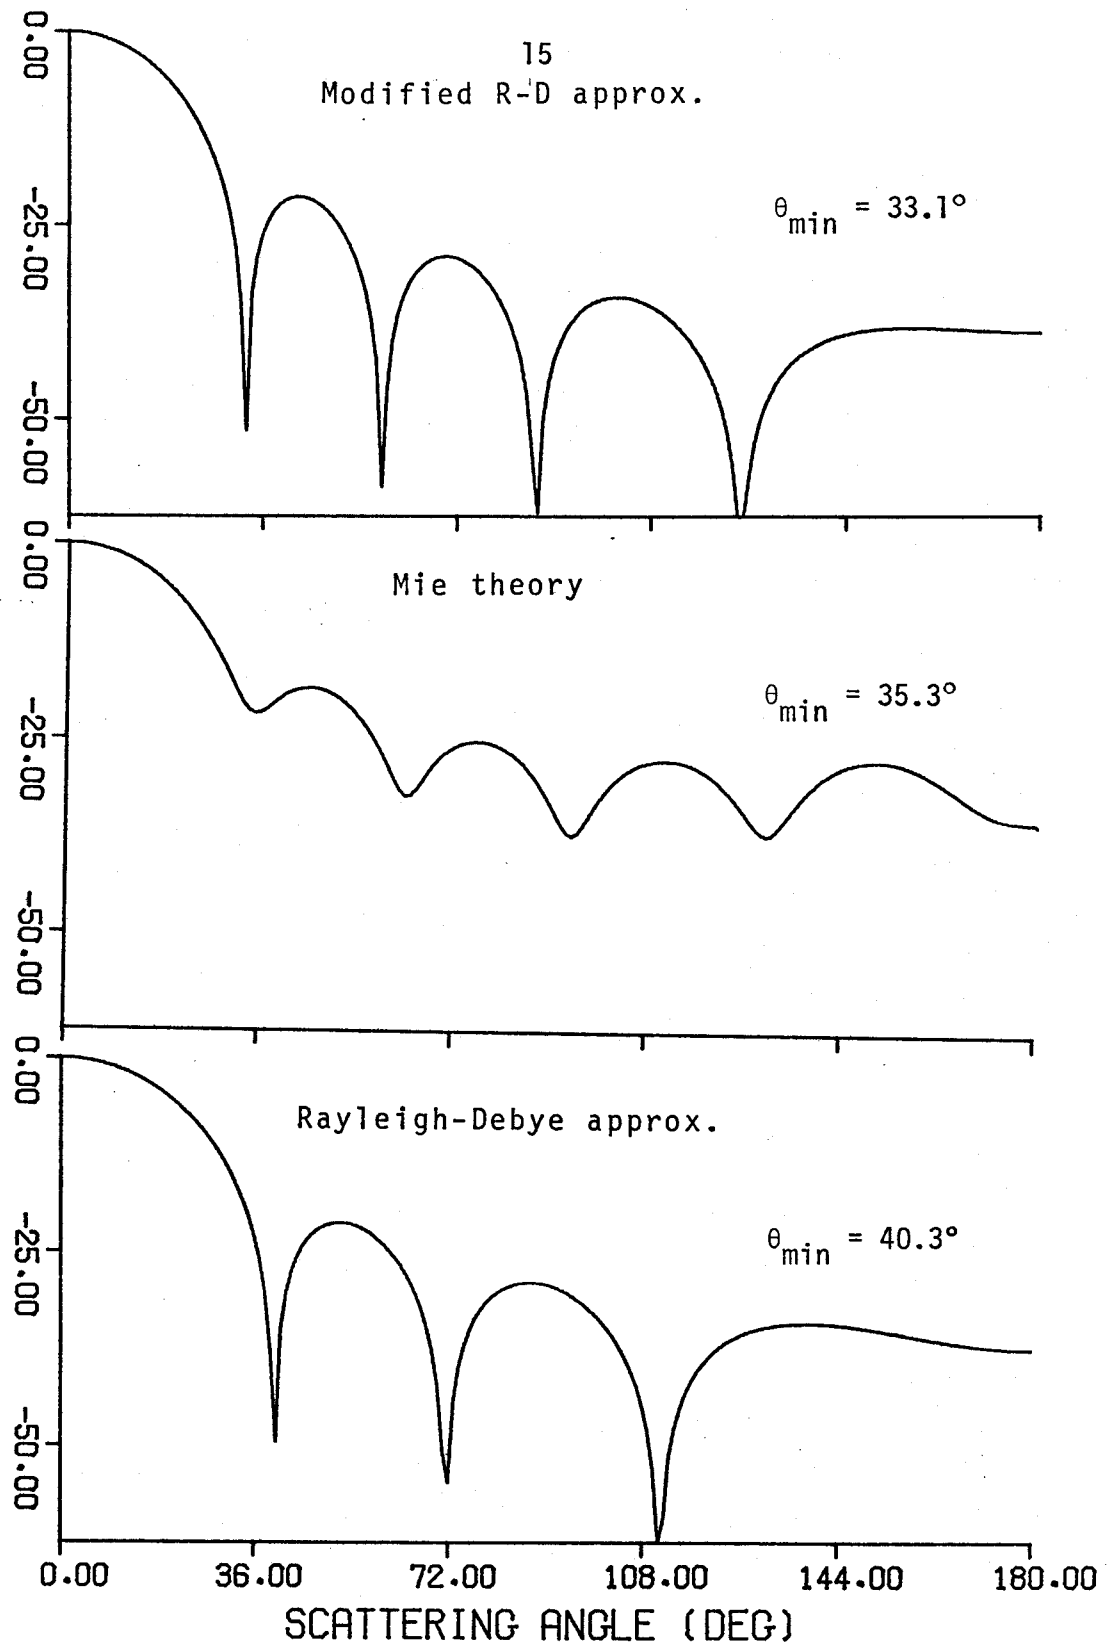 15
Modified R-D approx.
θmin = 33.1°
0.00
-25.00
-50.00
Mie theory
θmin = 35.3°
0.00
-25.00
-50.00
Rayleigh-Debye approx.
θmin = 40.3°
0.00
-25.00
-50.00
0.00 36.00 72.00 108.00 144.00 180.00
SCATTERING ANGLE (DEG)